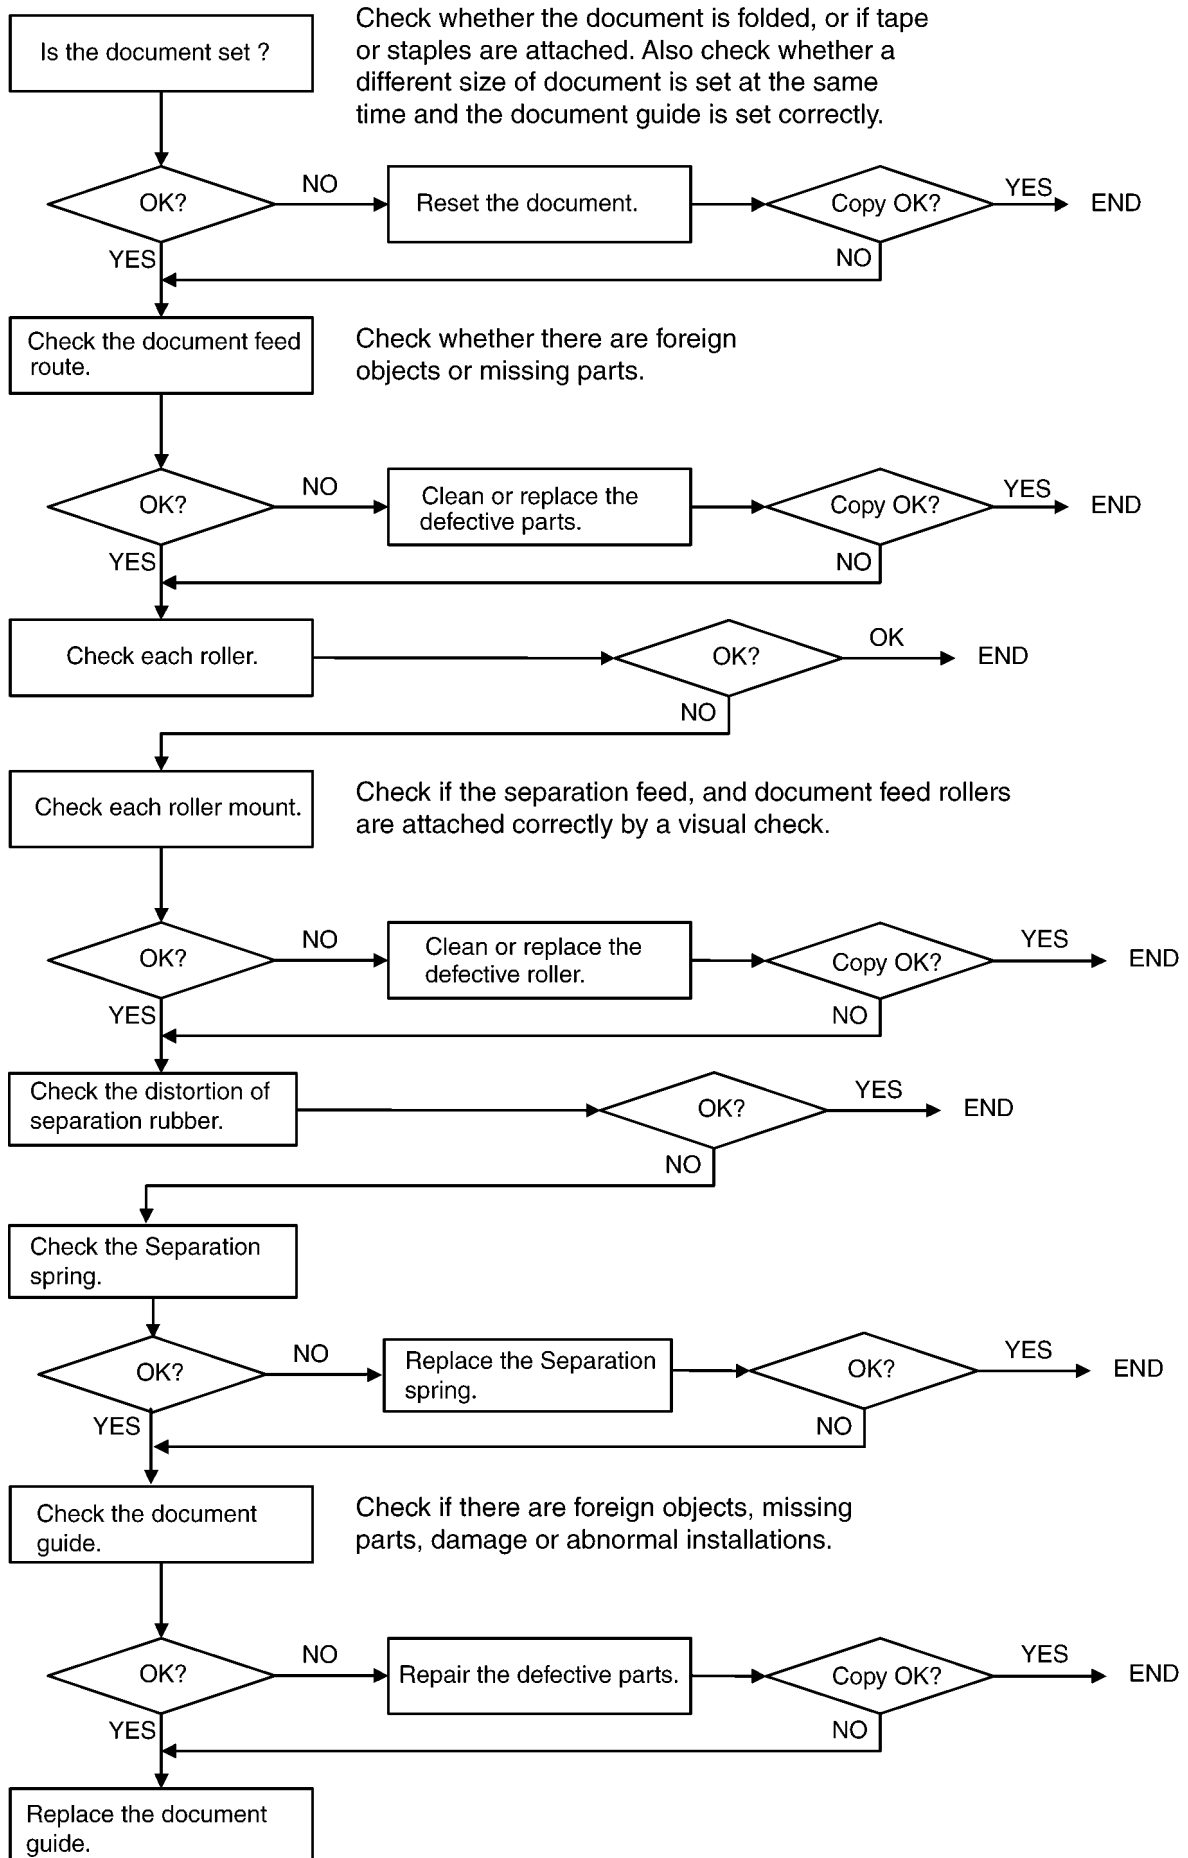 Is the document set ?
Check whether the document is folded, or if tape
or staples are attached. Also check whether a
different size of document is set at the same
time and the document guide is set correctly.
OK?
NO
Reset the document.
Copy OK?
YES
END
YES
NO
Check the document feed
route.
Check whether there are foreign
objects or missing parts.
OK?
NO
Clean or replace the
defective parts.
Copy OK?
YES
END
YES
NO
Check each roller.
OK?
OK
END
NO
Check each roller mount.
Check if the separation feed, and document feed rollers
are attached correctly by a visual check.
OK?
NO
Clean or replace the
defective roller.
Copy OK?
YES
END
YES
NO
Check the distortion of
separation rubber.
OK?
YES
END
NO
Check the Separation
spring.
OK?
NO
Replace the Separation
spring.
OK?
YES
END
YES
NO
Check the document
guide.
Check if there are foreign objects, missing
parts, damage or abnormal installations.
OK?
NO
Repair the defective parts.
Copy OK?
YES
END
YES
NO
Replace the document
guide.